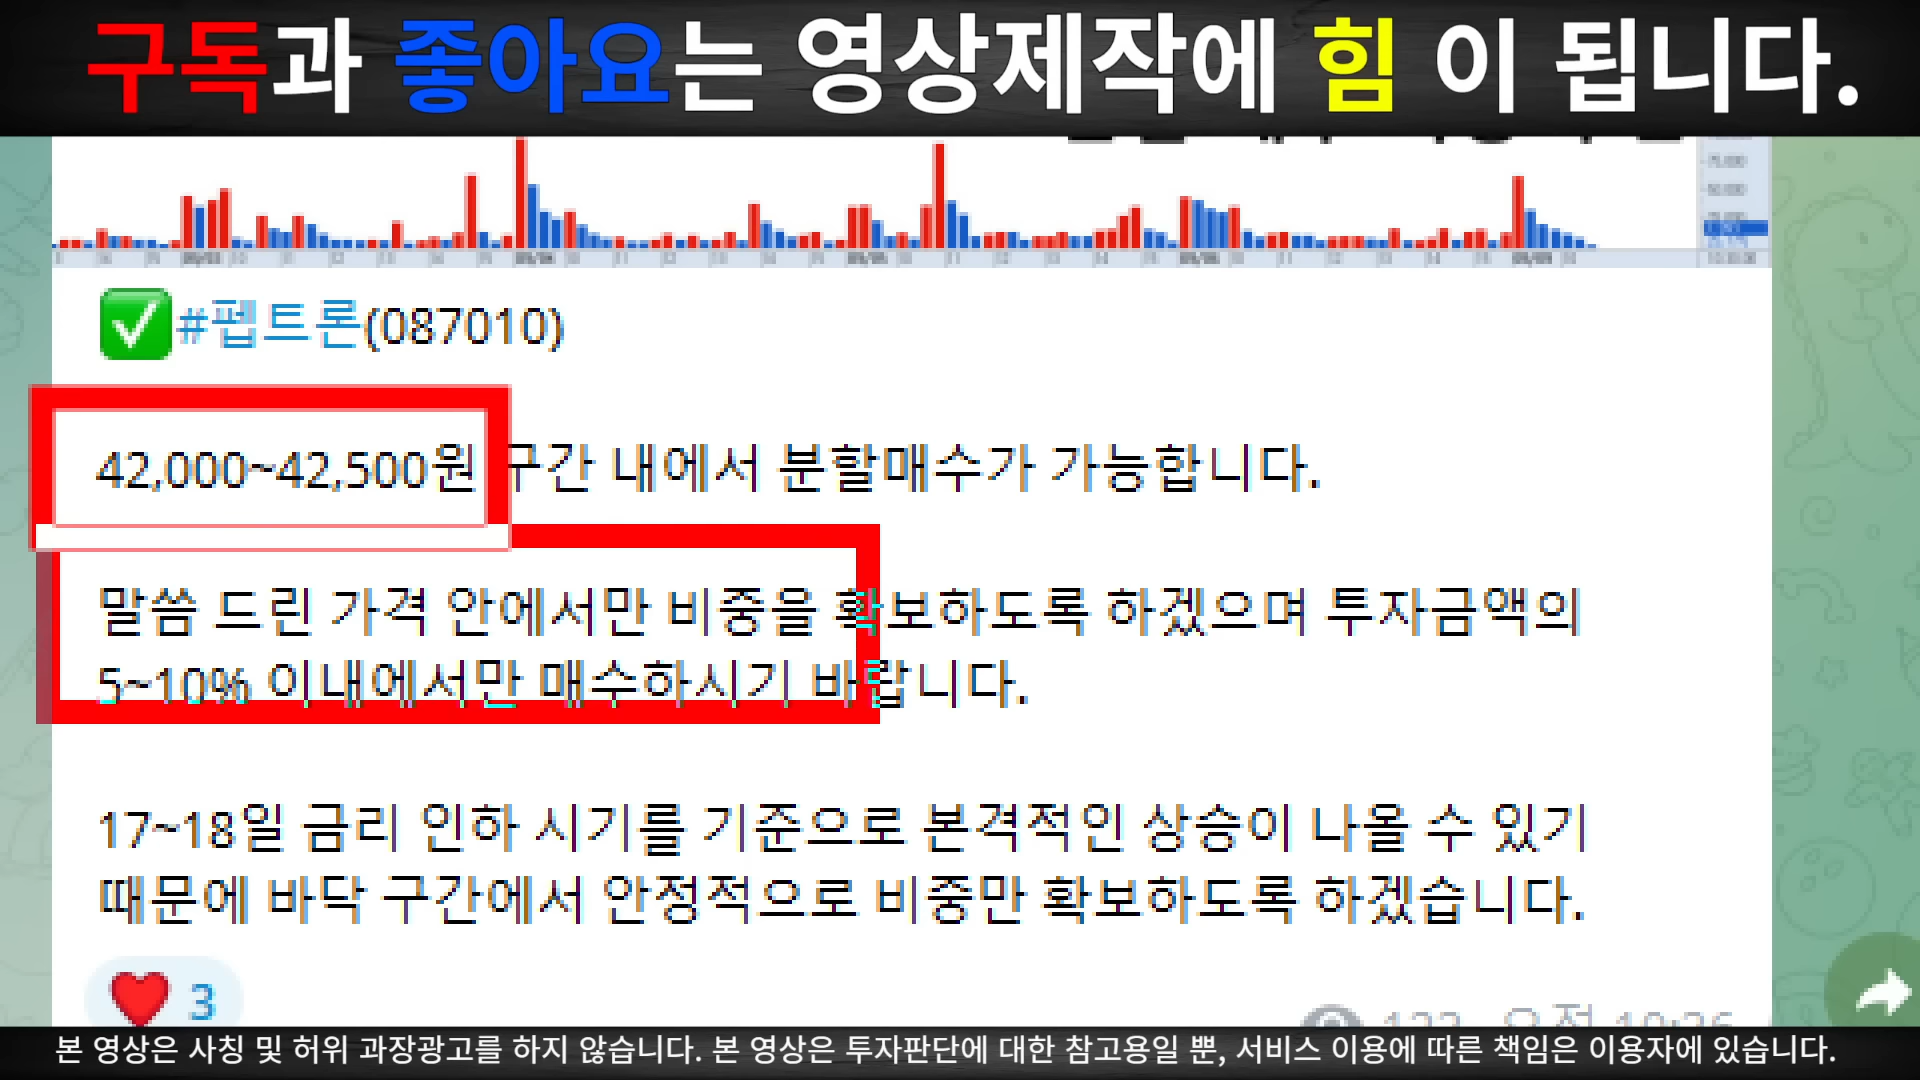 구독과 좋아요는 영상제작에 힘 이 됩니다.
✅#펩트론(087010)
42,000~42,500원 구간 내에서 분할매수가 가능합니다.
말씀 드린 가격 안에서만 비중을 확보하도록 하겠으며 투자금액의
5~10% 이내에서만 매수하시기 바랍니다.
17~18일 금리 인하 시기를 기준으로 본격적인 상승이 나올 수 있기
때문에 바닥 구간에서 안정적으로 비중만 확보하도록 하겠습니다.
❤️ 3
본 영상은 사칭 및 허위 과장광고를 하지 않습니다. 본 영상은 투자판단에 대한 참고용일 뿐, 서비스 이용에 따른 책임은 이용자에 있습니다.